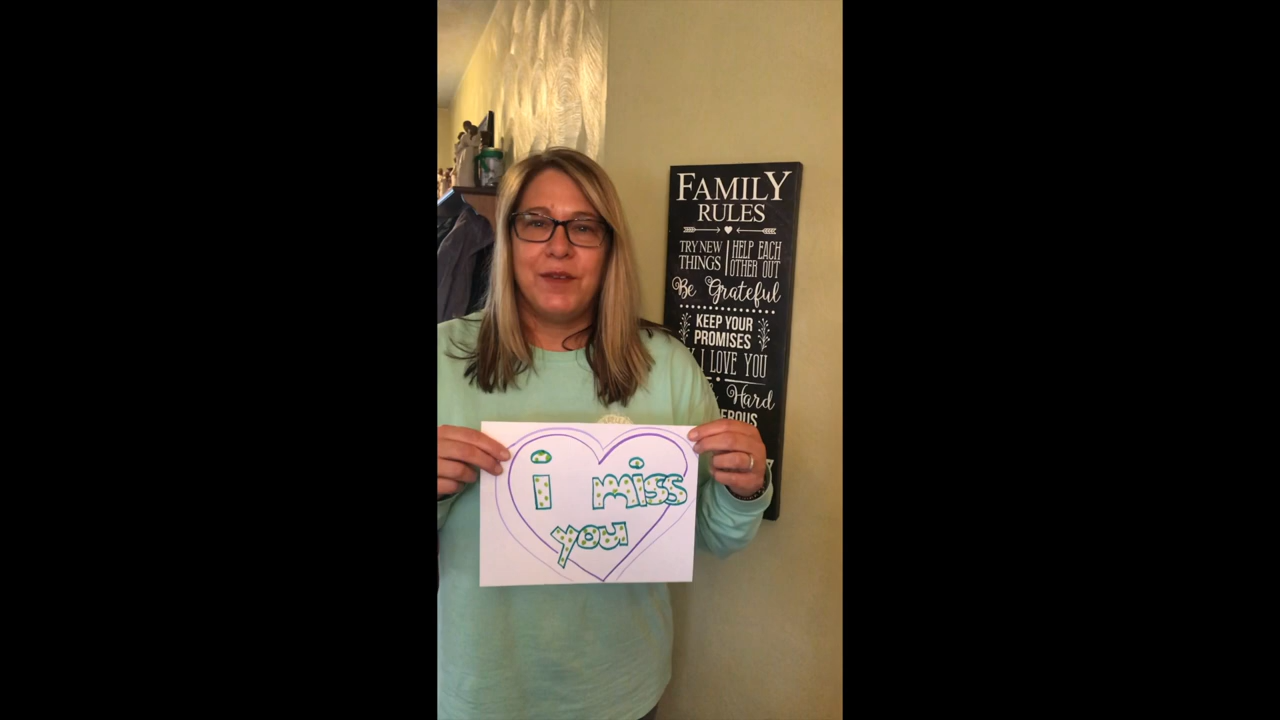 FAMILY
RULES
TRY NEW
THINGS
HELP EACH
OTHER OUT
Be Grateful
KEEP YOUR
PROMISES
I LOVE YOU
Hard
i miss
you